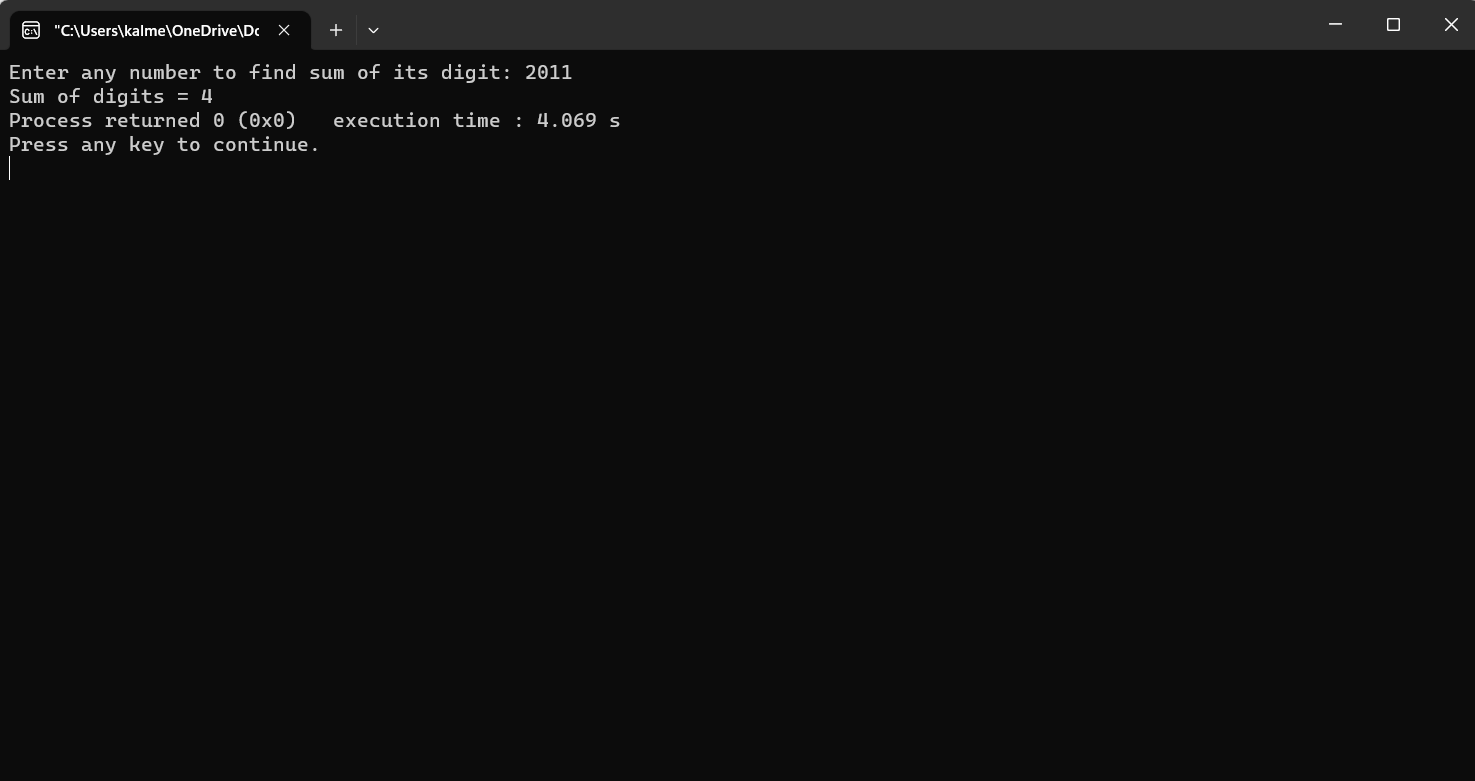 "C:\Users\kalme\OneDrive\Dc
Enter any number to find sum of its digit: 2011
Sum of digits = 4
Process returned 0 (0x0)   execution time : 4.069 s
Press any key to continue.